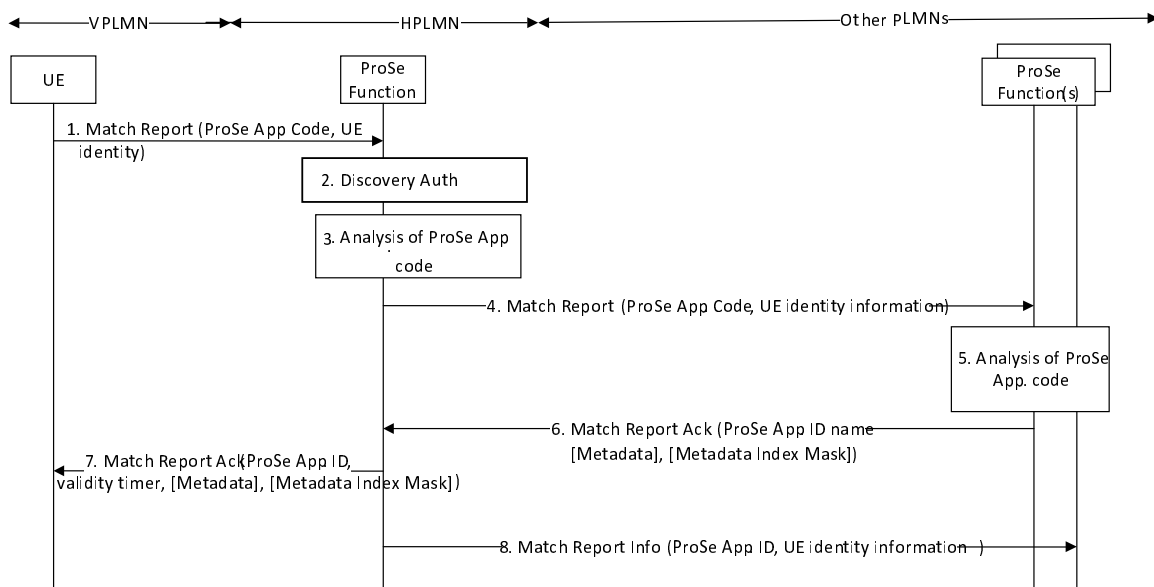 VPLMN HPLMN Other PLMNs
UE
ProSe
Function
ProSe
Function(s)
1. Match Report (ProSe App Code, UE
identity)
2. Discovery Auth
3. Analysis of ProSe App
code
4. Match Report (ProSe App Code, UE identity information)
5. Analysis of ProSe
App. code
6. Match Report Ack (ProSe App ID name
[Metadata], [Metadata Index Mask])
7. Match Report Ack(ProSe App ID,
validity timer, [Metadata], [Metadata Index Mask])
8. Match Report Info (ProSe App ID, UE identity information )